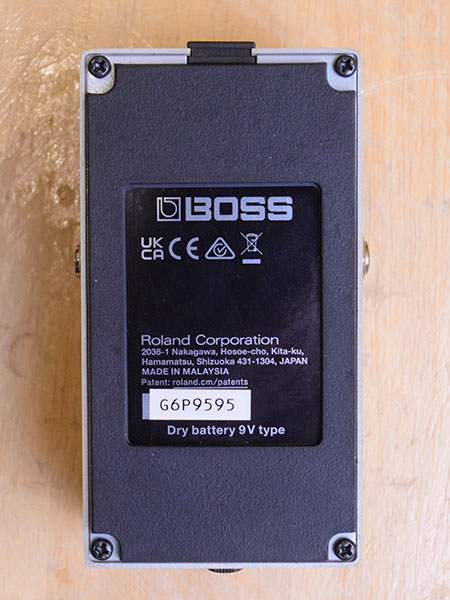 BOSS
UK
CA CE
Roland Corporation
2036-1 Nakagawa, Hosoe-cho, Kita-ku,
Hamamatsu, Shizuoka 431-1304, JAPAN
MADE IN MALAYSIA
Patent: roland.cm/patents
G6P9595
Dry battery 9V type